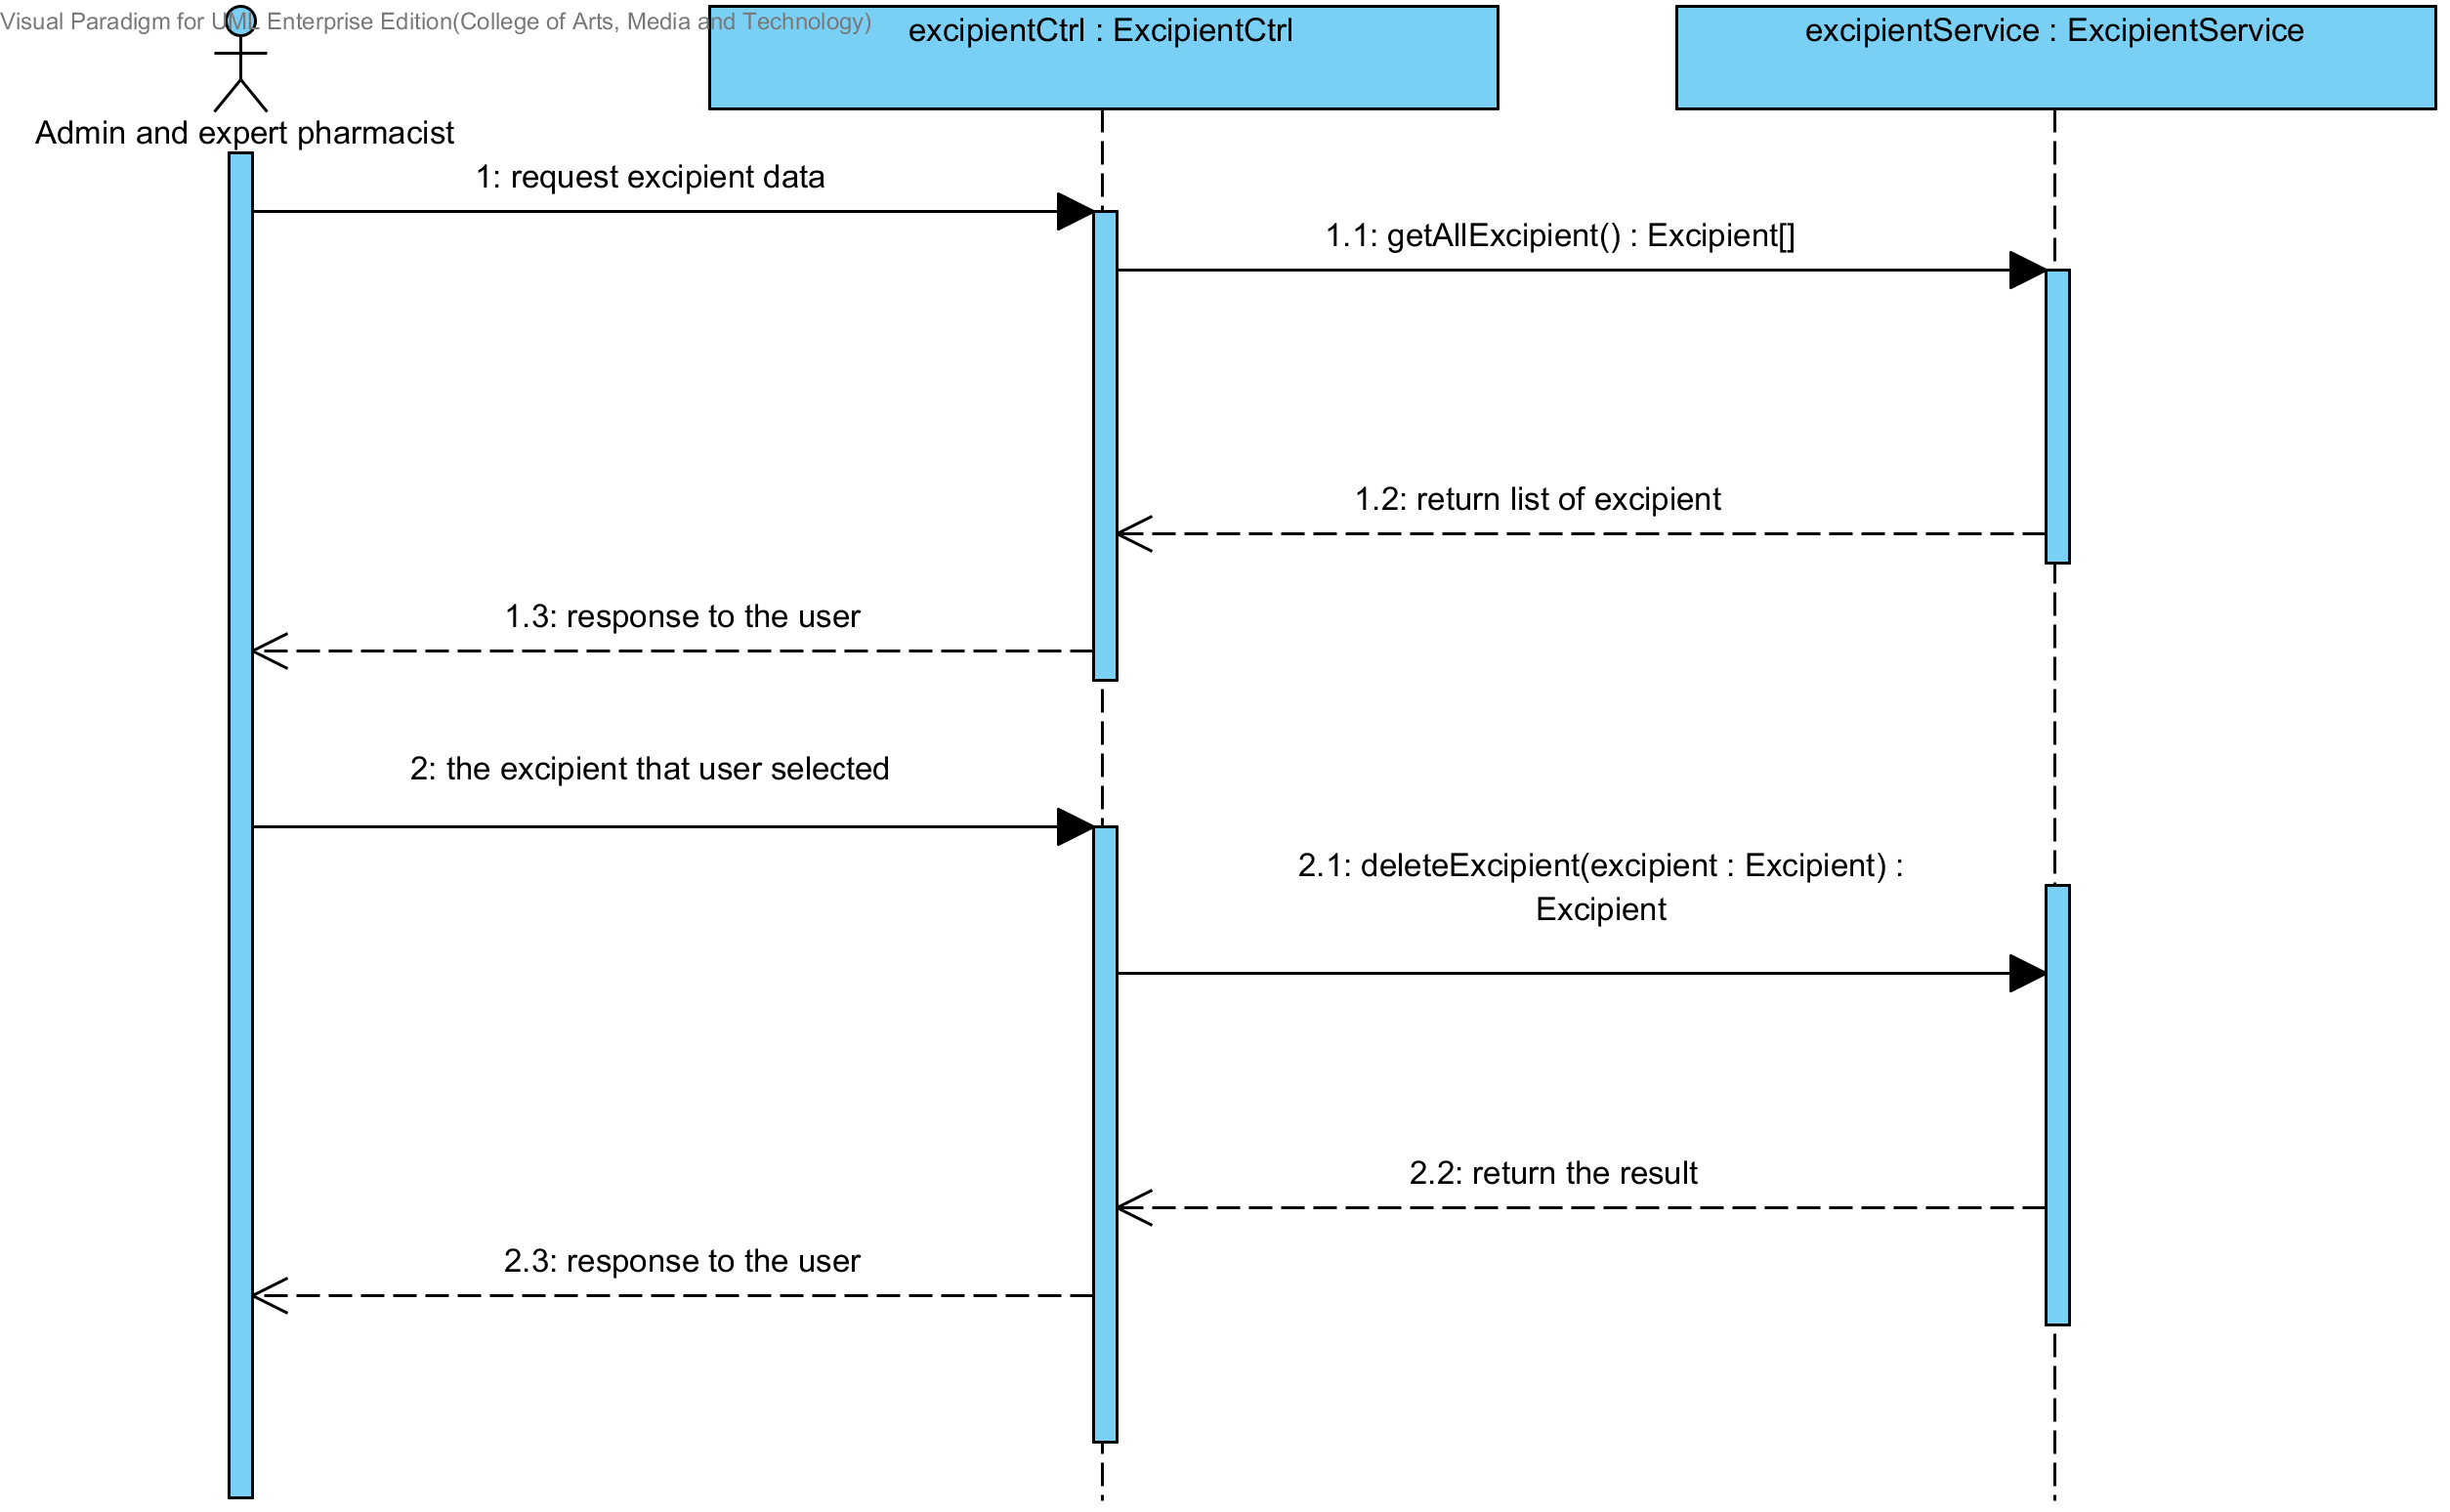 Visual Paradigm for UML Enterprise Edition(College of Arts, Media and Technology)
excipientCtrl : ExcipientCtrl
excipientService : ExcipientService
Admin and expert pharmacist
1: request excipient data
1.1: getAllExcipient() : Excipient[]
1.2: return list of excipient
1.3: response to the user
2: the excipient that user selected
2.1: deleteExcipient(excipient : Excipient) :
Excipient
2.2: return the result
2.3: response to the user